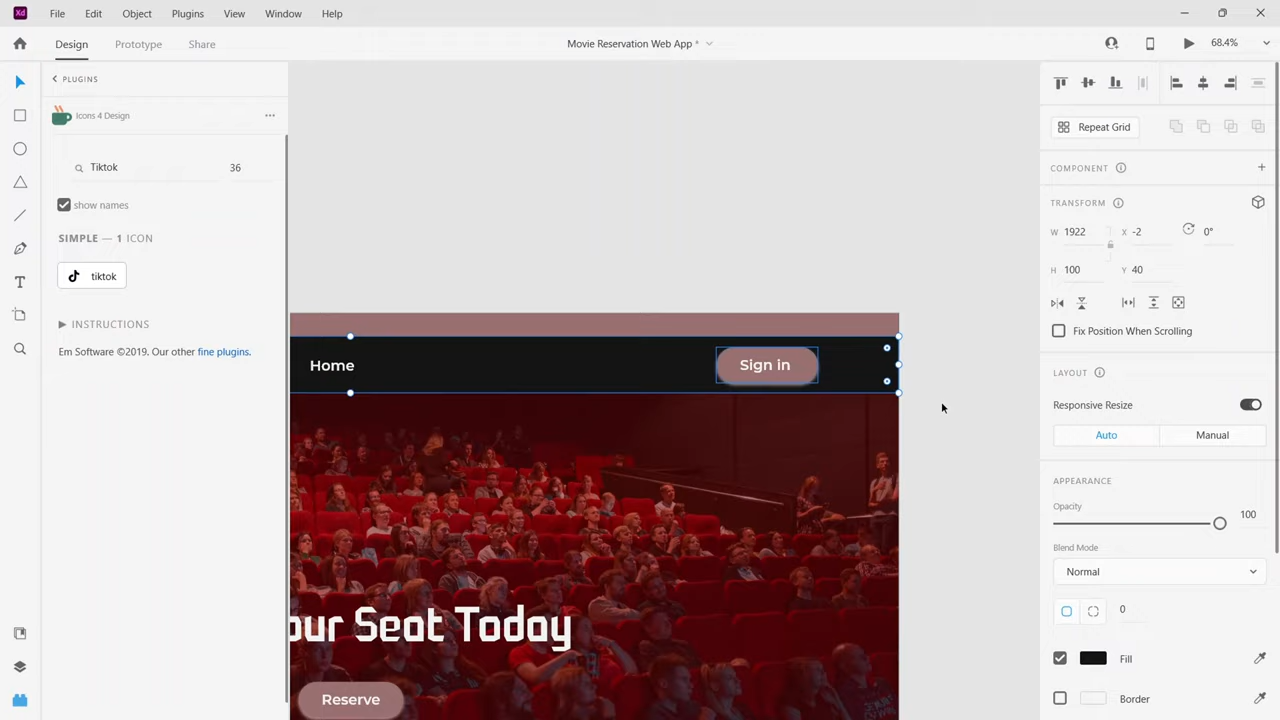 Xd File Edit Object Plugins View Window Help
Design Prototype Share Movie Reservation Web App * 68.4%
PLUGINS
Icons 4 Design
Tiktok 36
show names
SIMPLE — 1 ICON
tiktok
INSTRUCTIONS
Em Software ©2019. Our other fine plugins.
Home Sign in
our Seat Today
Reserve
Repeat Grid
COMPONENT
TRANSFORM
W 1922 X -2 0°
H 100 Y 40
Fix Position When Scrolling
LAYOUT
Responsive Resize
Auto Manual
APPEARANCE
Opacity
100
Blend Mode
Normal
0
Fill
Border